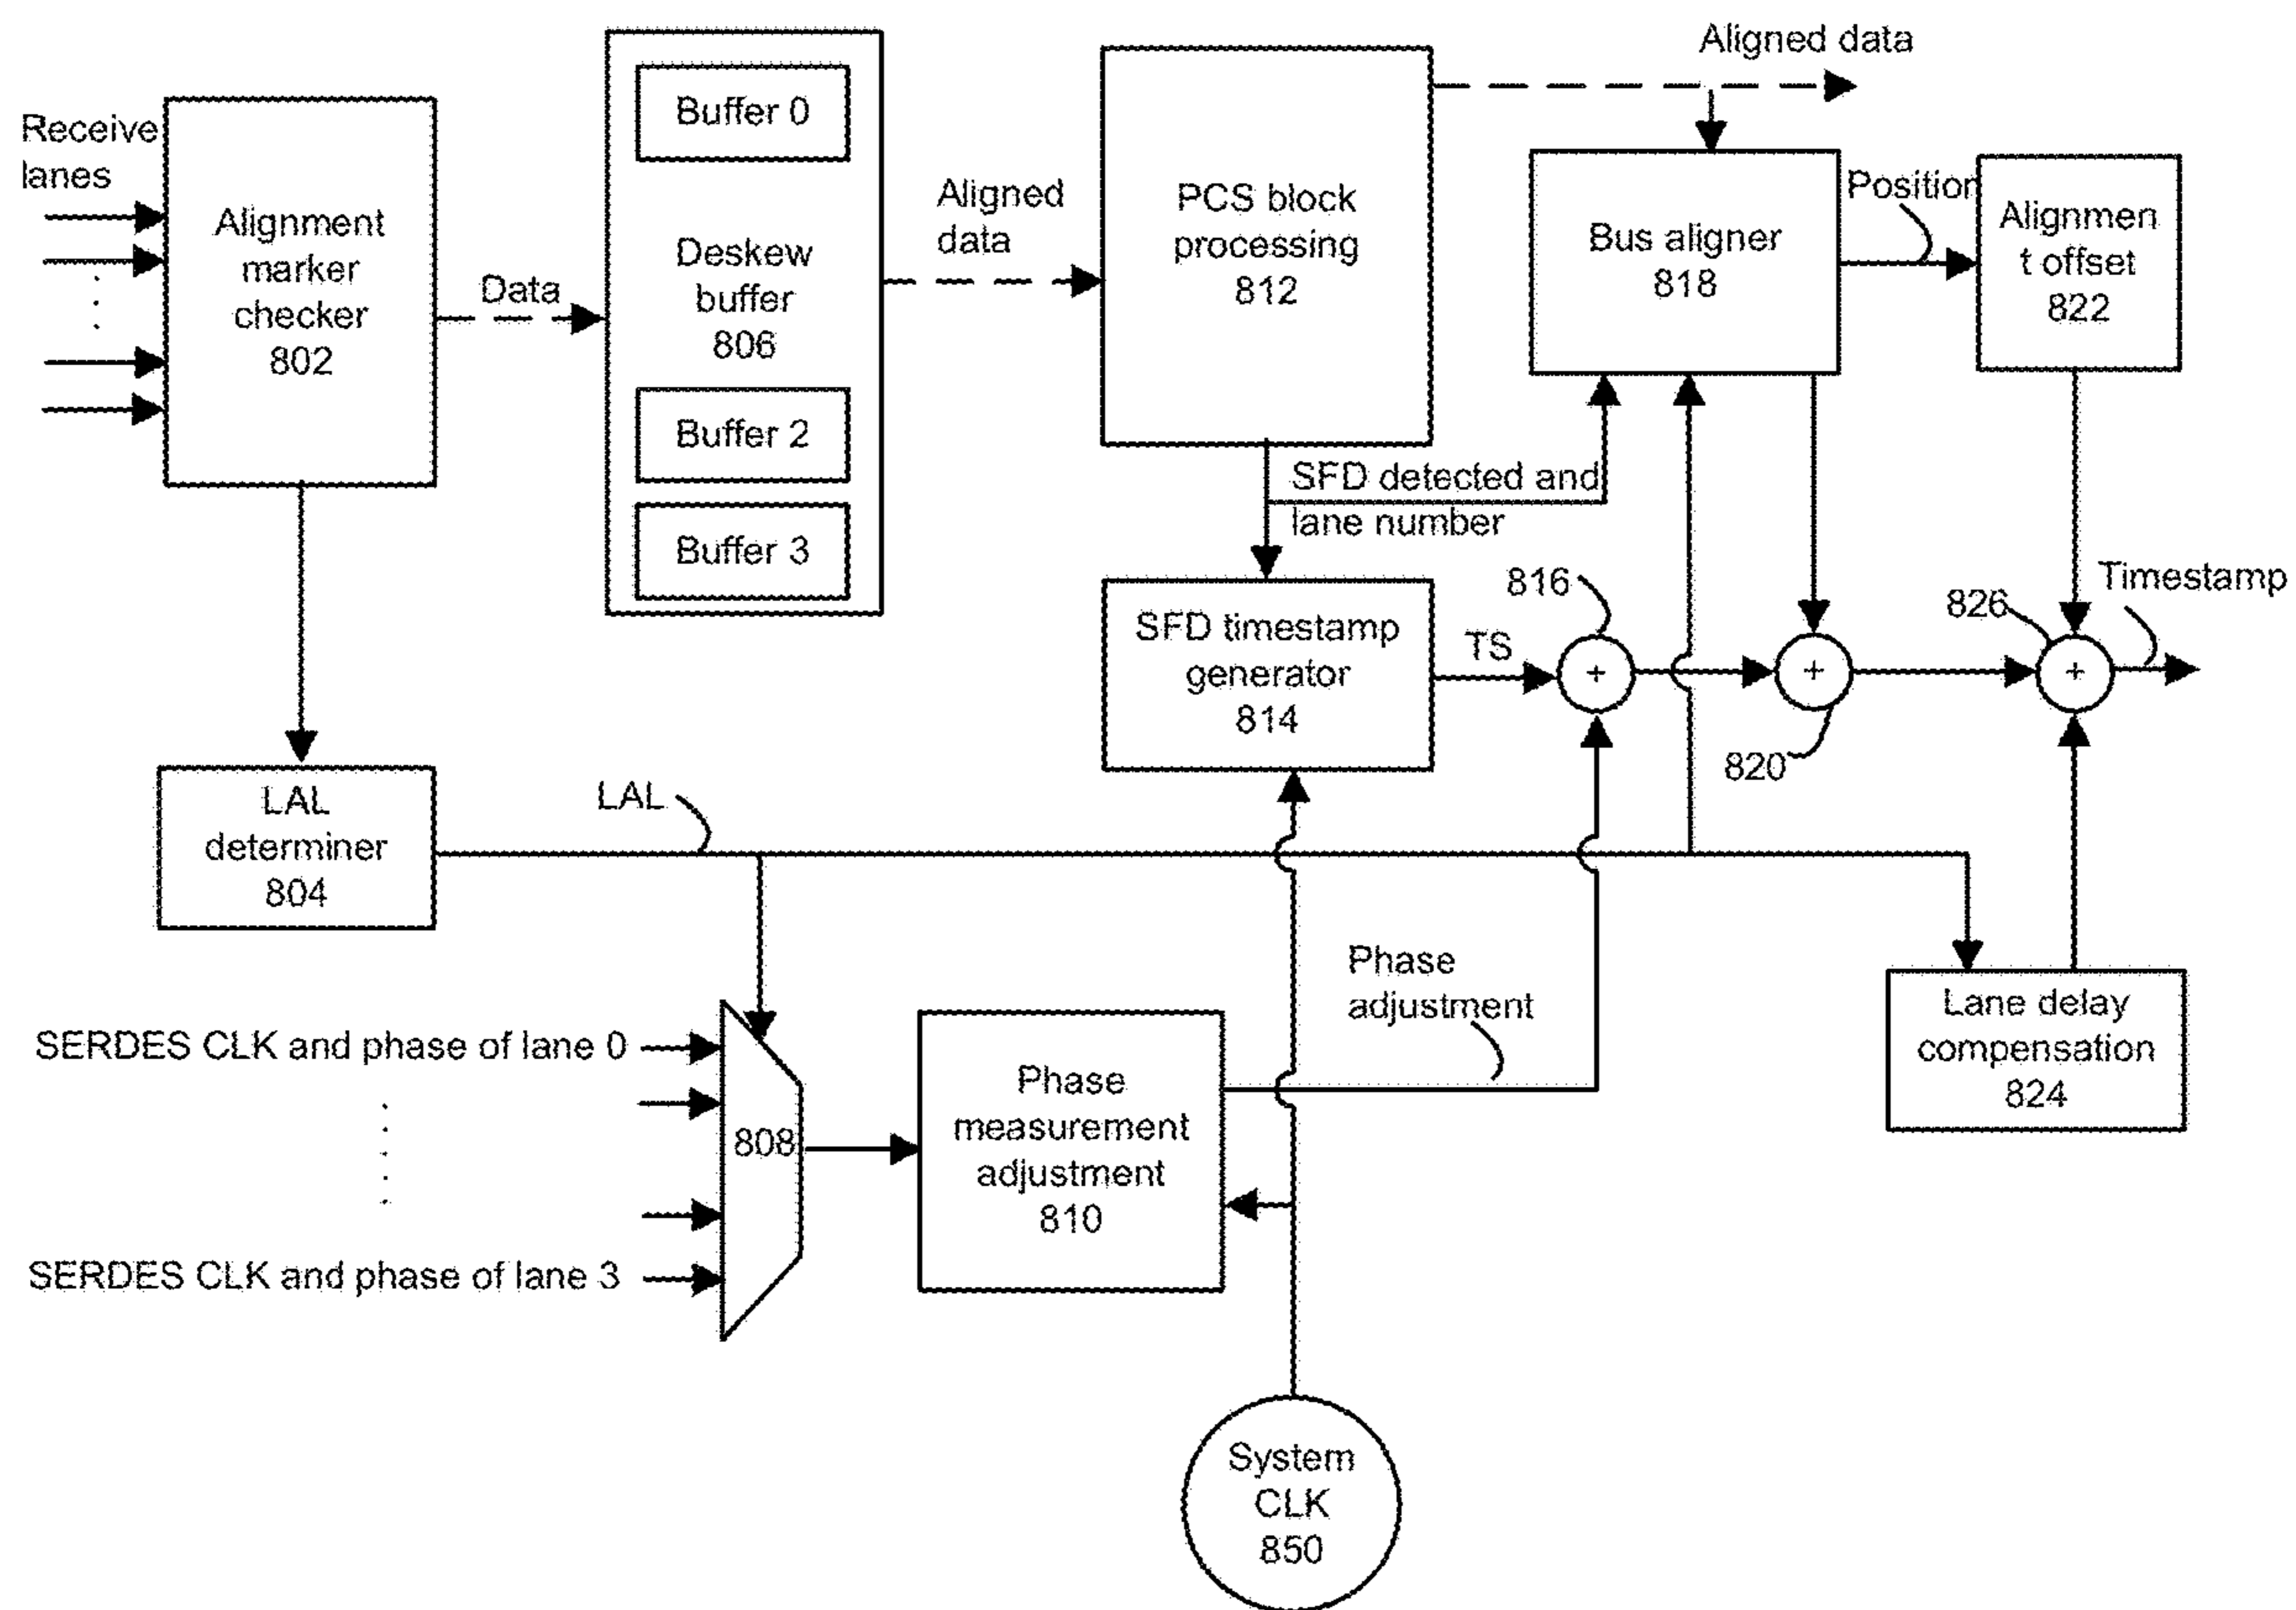 Receive
lanes
Alignment
marker
checker
802
Data
Buffer 0
Deskew
buffer
806
Buffer 2
Buffer 3
Aligned
data
PCS block
processing
812
Aligned data
Bus aligner
818
Position
Alignmen
t offset
822
SFD detected and
lane number
SFD timestamp
generator
814
TS
816
820
826
Timestamp
LAL
determiner
804
LAL
SERDES CLK and phase of lane 0
SERDES CLK and phase of lane 3
808
Phase
measurement
adjustment
810
Phase
adjustment
Lane delay
compensation
824
System
CLK
850
+
+
+